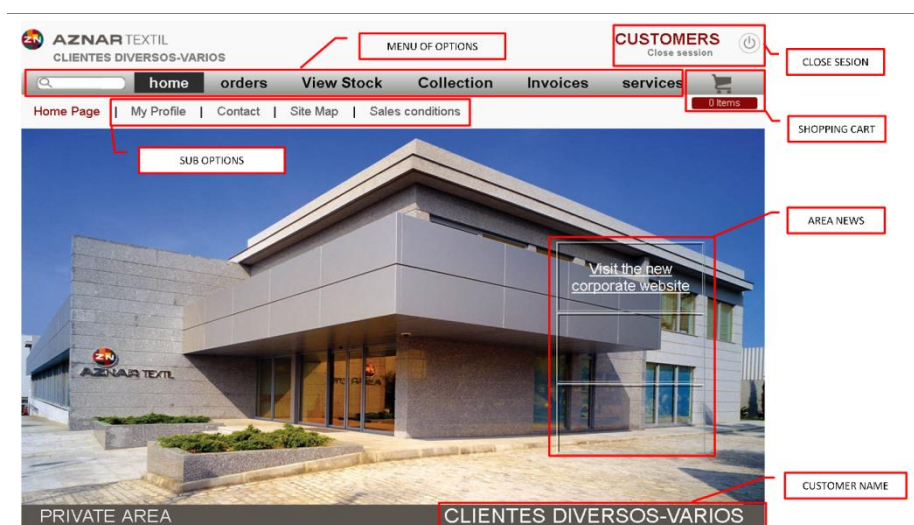 AZNAR TEXTIL
CLIENTES DIVERSOS-VARIOS
MENU OF OPTIONS
CUSTOMERS
Close session
CLOSE SESION
home orders View Stock Collection Invoices services
0 Items
Home Page | My Profile | Contact | Site Map | Sales conditions
SHOPPING CART
SUB OPTIONS
AREA NEWS
Visit the new
corporate website
ZN
AZNAR TEXTIL
CUSTOMER NAME
PRIVATE AREA
CLIENTES DIVERSOS-VARIOS